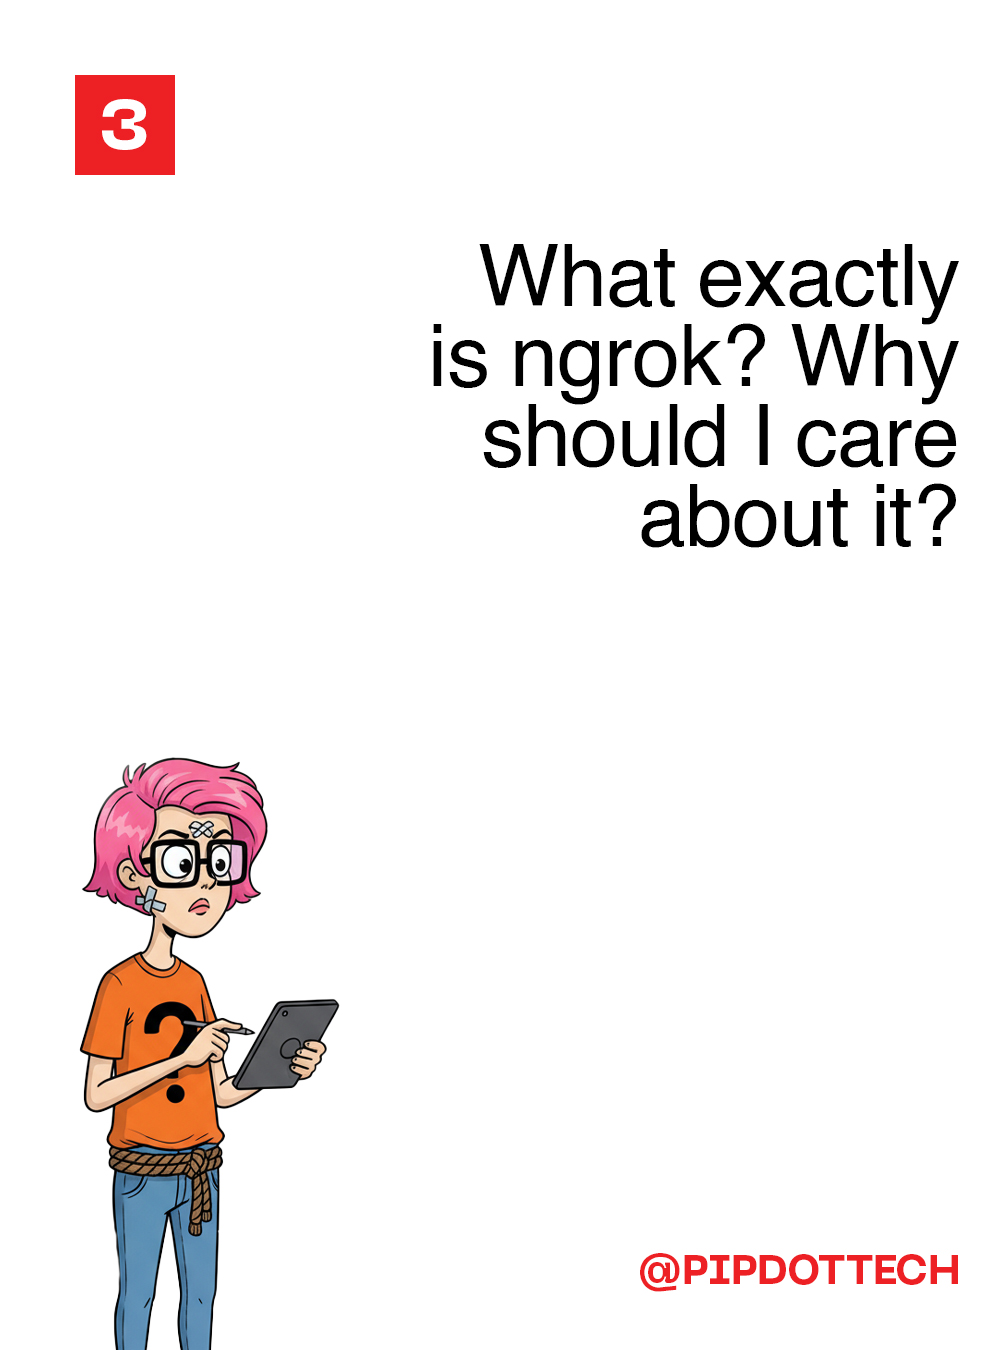 3
What exactly
is ngrok? Why
should I care
about it?
?
@PIPDOTTECH